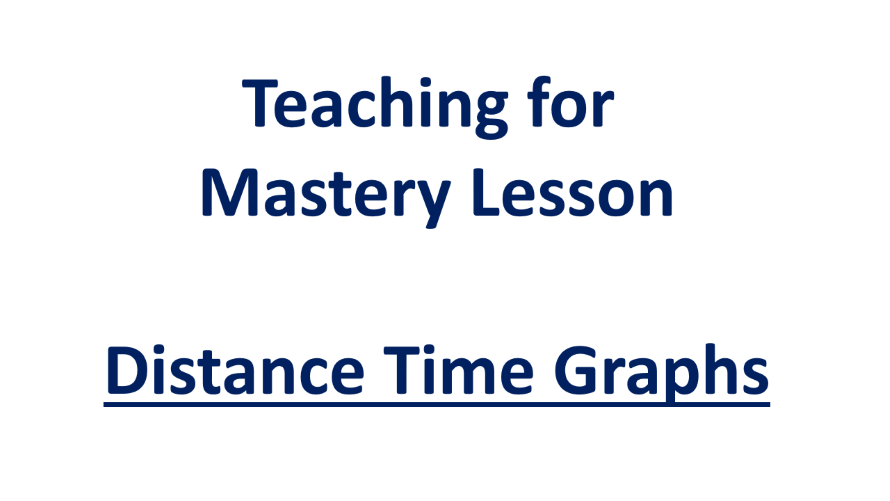 Teaching for
Mastery Lesson
Distance Time Graphs